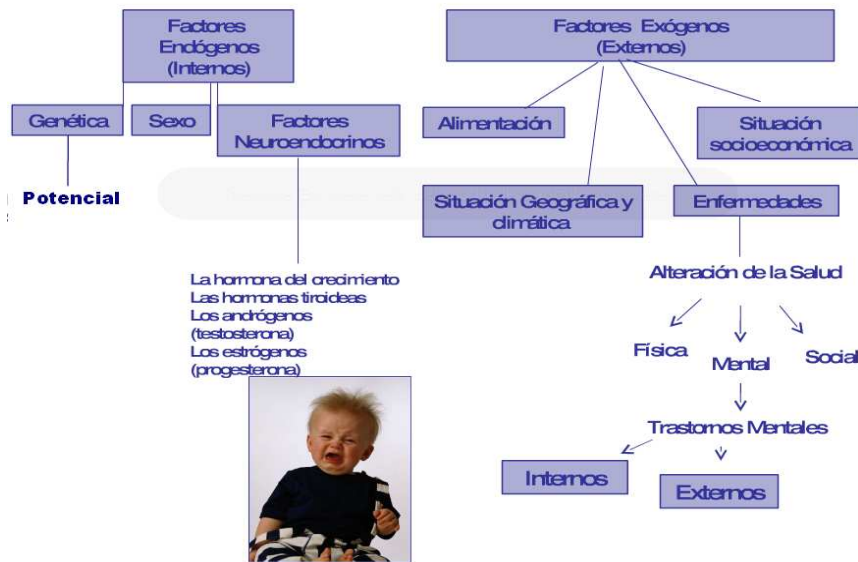 Factores
Endógenos
(Internos)
Genética
Sexo
Factores
Neuroendocrinos
Potencial
La hormona del crecimiento
Las hormonas tiroideas
Los andrógenos
(testosterona)
Los estrógenos
(progesterona)
Factores Exógenos
(Externos)
Alimentación
Situación
socioeconómica
Situación Geográfica y
climática
Enfermedades
Alteración de la Salud
Física
Mental
Social
Trastornos Mentales
Internos
Externos